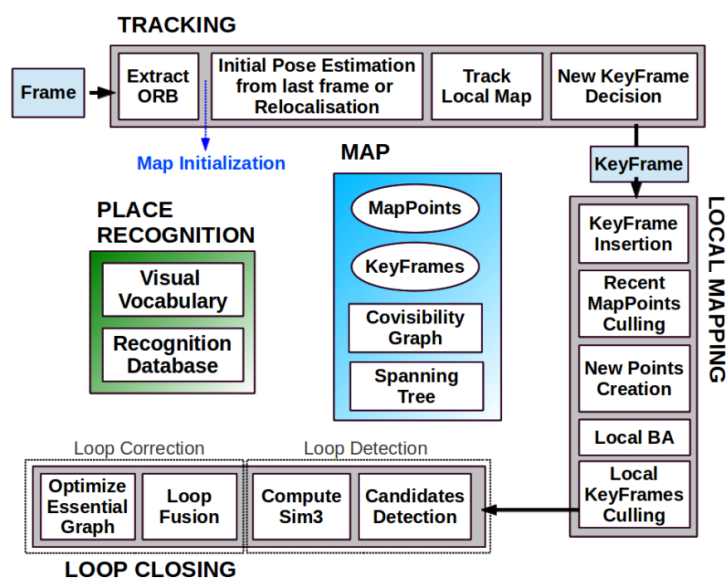 TRACKING
Frame
Extract
ORB
Initial Pose Estimation
from last frame or
Relocalisation
Track
Local Map
New KeyFrame
Decision
Map Initialization
KeyFrame
MAP
MapPoints
KeyFrames
Covisibility
Graph
Spanning
Tree
PLACE
RECOGNITION
Visual
Vocabulary
Recognition
Database
LOCAL MAPPING
KeyFrame
Insertion
Recent
MapPoints
Culling
New Points
Creation
Local BA
Local
KeyFrames
Culling
Loop Correction
Loop Detection
Optimize
Essential
Graph
Loop
Fusion
Compute
Sim3
Candidates
Detection
LOOP CLOSING